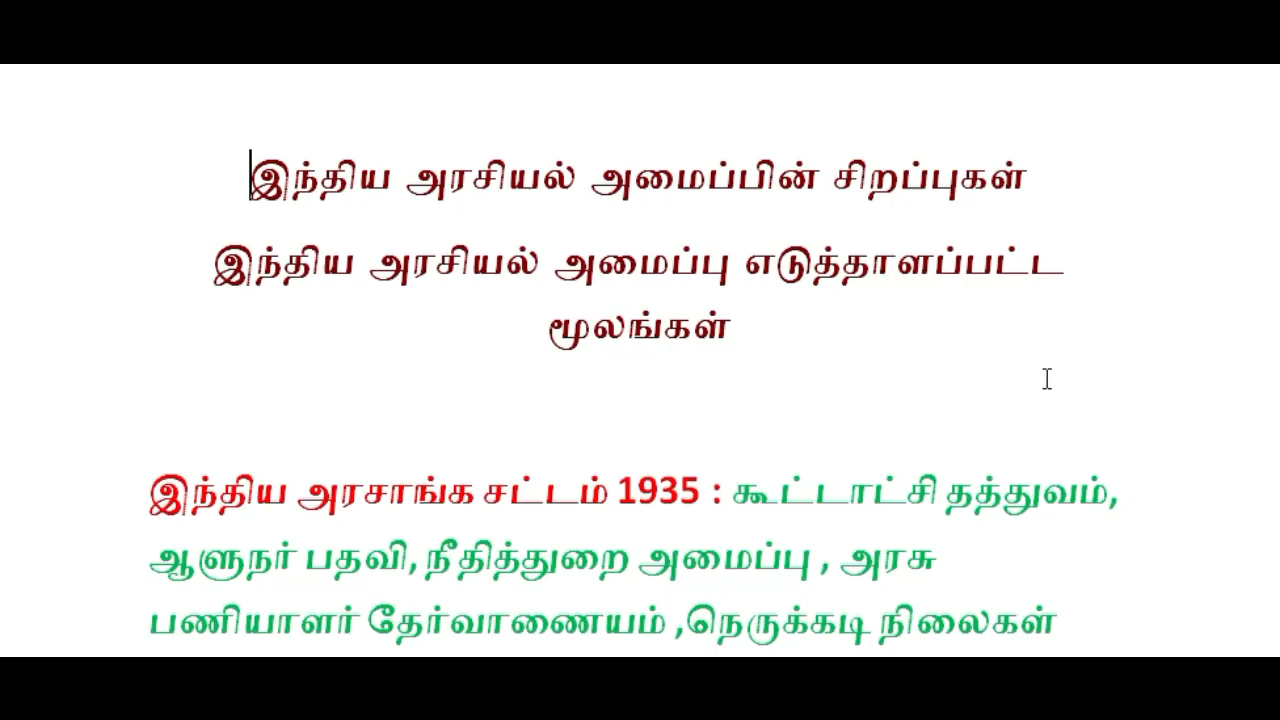 இந்திய அரசியல் அமைப்பின் சிறப்புகள்
இந்திய அரசியல் அமைப்பு எடுத்தாளப்பட்ட
மூலங்கள்
இந்திய அரசாங்க சட்டம் 1935 : கூட்டாட்சி தத்துவம்,
ஆளுநர் பதவி, நீதித்துறை அமைப்பு , அரசு
பணியாளர் தேர்வாணையம் ,நெருக்கடி நிலைகள்